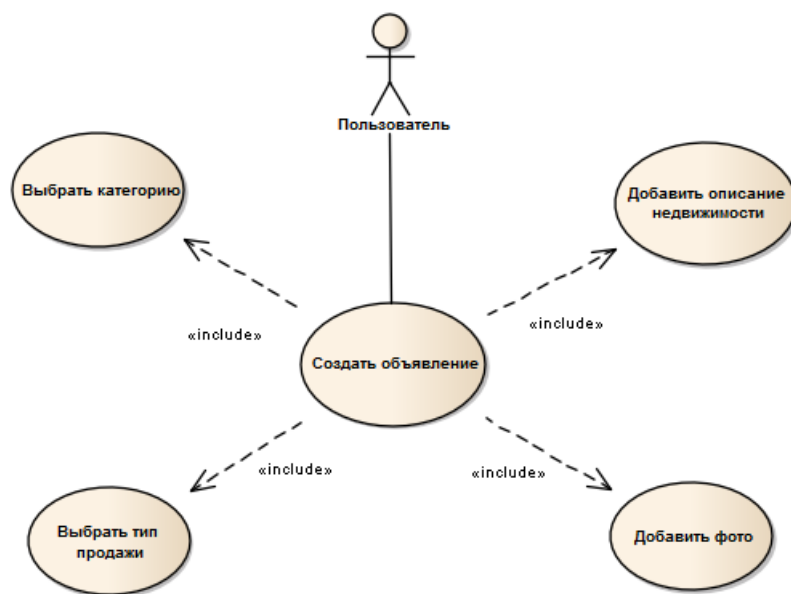 Пользователь
Выбрать категорию
Добавить описание
недвижимости
«include»
«include»
Создать объявление
«include»
«include»
Выбрать тип
продажи
Добавить фото